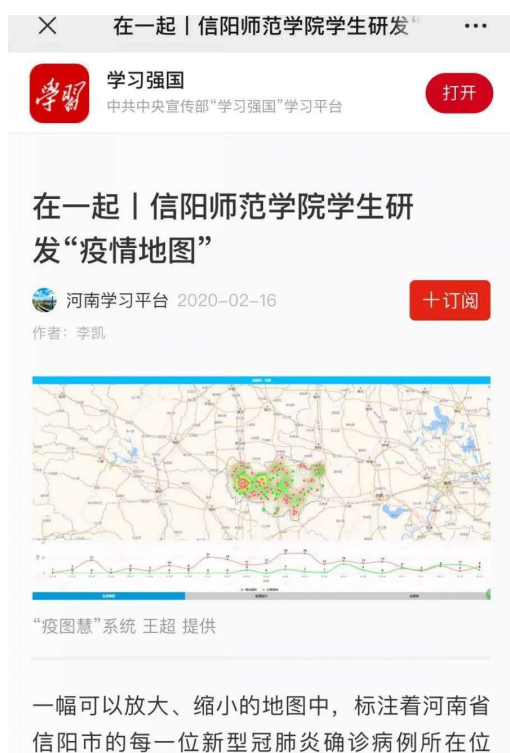 在一起丨信阳师范学院学生研发“
學習
学习强国
中共中央宣传部“学习强国”学习平台
打开
在一起丨信阳师范学院学生研
发“疫情地图”
河南学习平台 2020-02-16
十订阅
作者：李凯
“疫图慧”系统 王超 提供
一幅可以放大、缩小的地图中，标注着河南省
信阳市的每一位新型冠肺炎确诊病例所在位